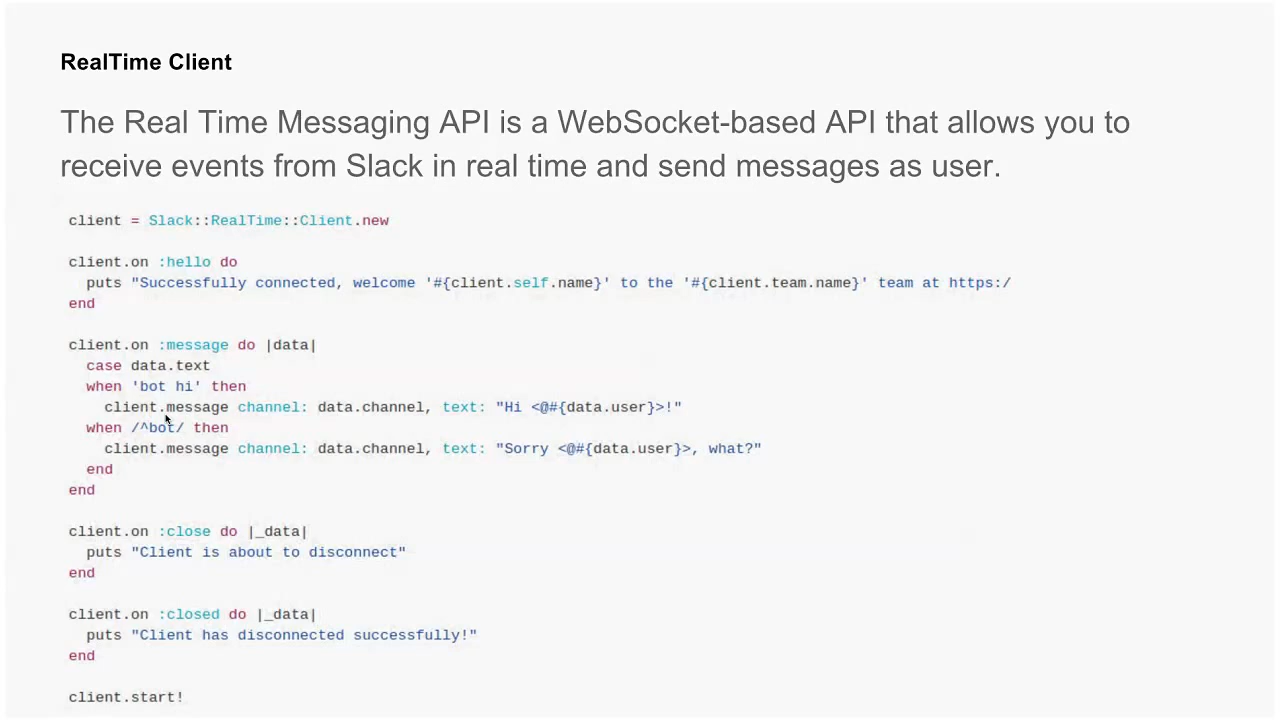 RealTime Client
The Real Time Messaging API is a WebSocket-based API that allows you to
receive events from Slack in real time and send messages as user.
client = Slack::RealTime::Client.new
client.on :hello do
  puts "Successfully connected, welcome '#{client.self.name}' to the '#{client.team.name}' team at https:/
end
client.on :message do |data|
  case data.text
  when 'bot hi' then
    client.message channel: data.channel, text: "Hi <@#{data.user}>!"
  when /^bot/ then
    client.message channel: data.channel, text: "Sorry <@#{data.user}>, what?"
  end
end
client.on :close do |_data|
  puts "Client is about to disconnect"
end
client.on :closed do |_data|
  puts "Client has disconnected successfully!"
end
client.start!